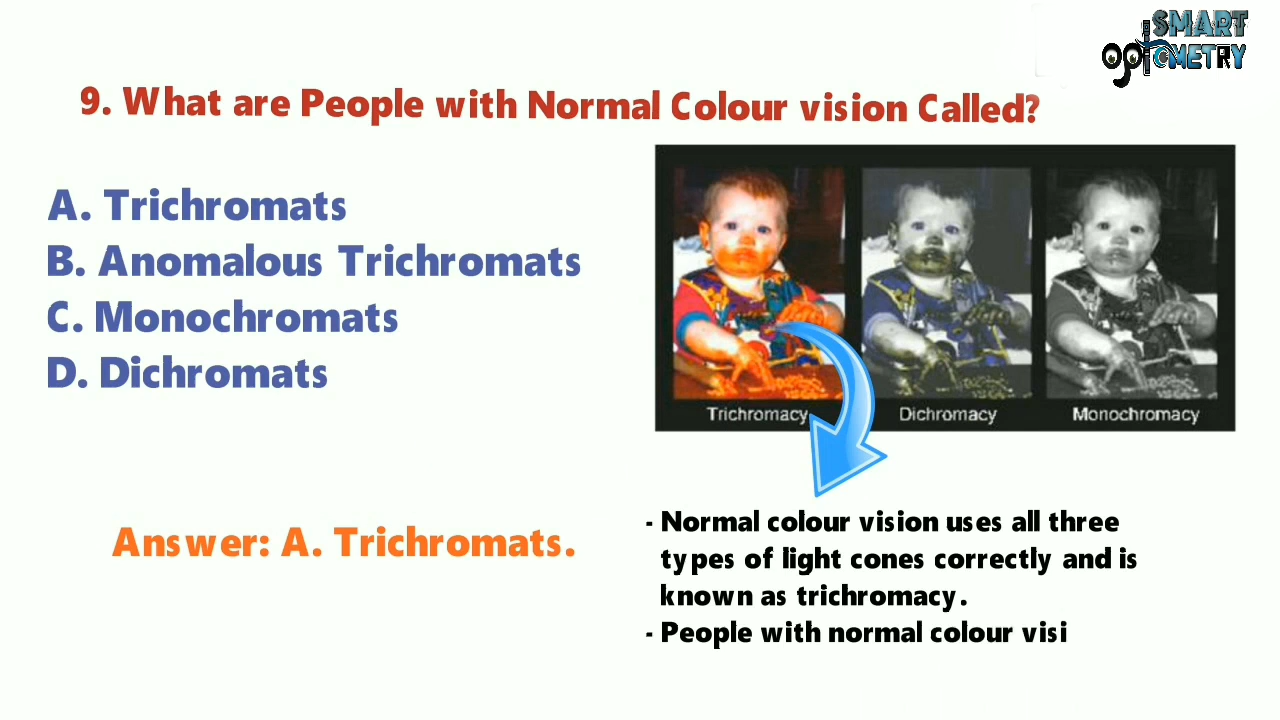 SMART
optOMETRY
9. What are People with Normal Colour vision Called?
A. Trichromats
B. Anomalous Trichromats
C. Monochromats
D. Dichromats
Trichromacy
Dichromacy
Monochromacy
Answer: A. Trichromats.
- Normal colour vision uses all three
types of light cones correctly and is
known as trichromacy.
- People with normal colour visi